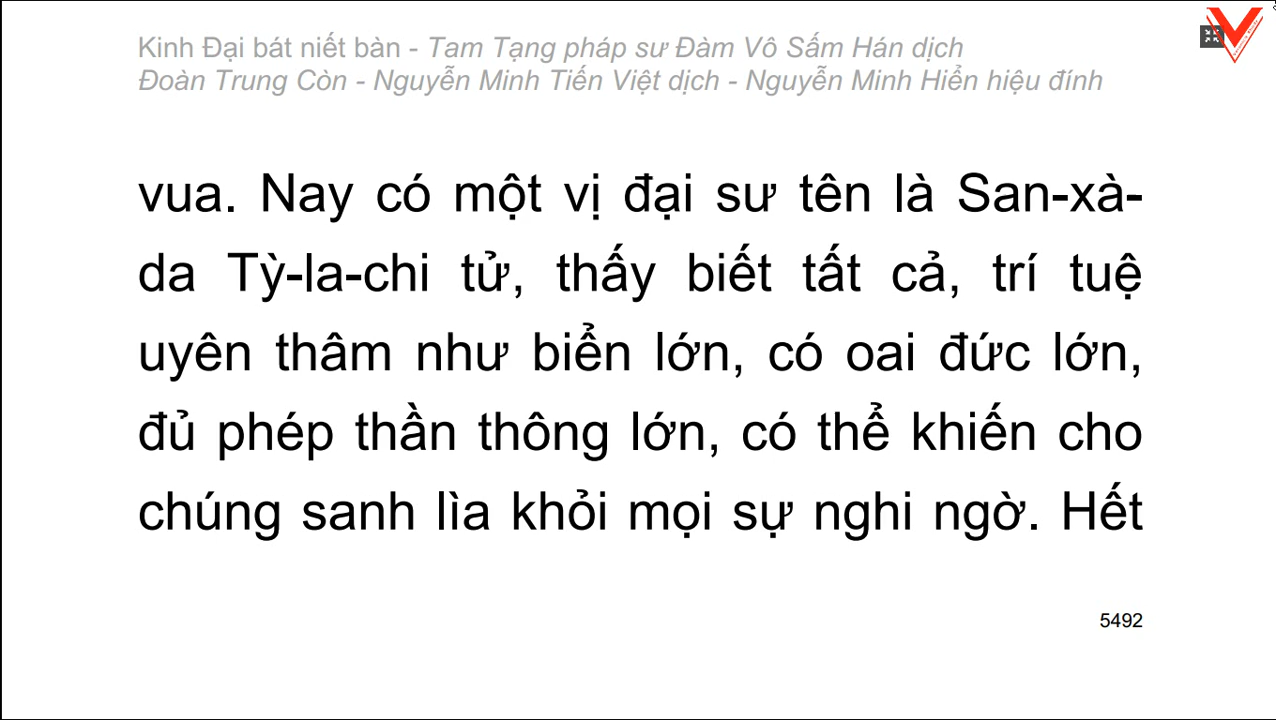 Kinh Đại bát niết bàn - Tam Tạng pháp sư Đàm Vô Sấm Hán dịch
Đoàn Trung Còn - Nguyễn Minh Tiến Việt dịch - Nguyễn Minh Hiển hiệu đính
vua. Nay có một vị đại sư tên là San-xà-
da Tỳ-la-chi tử, thấy biết tất cả, trí tuệ
uyên thâm như biển lớn, có oai đức lớn,
đủ phép thần thông lớn, có thể khiến cho
chúng sanh lìa khỏi mọi sự nghi ngờ. Hết
5492